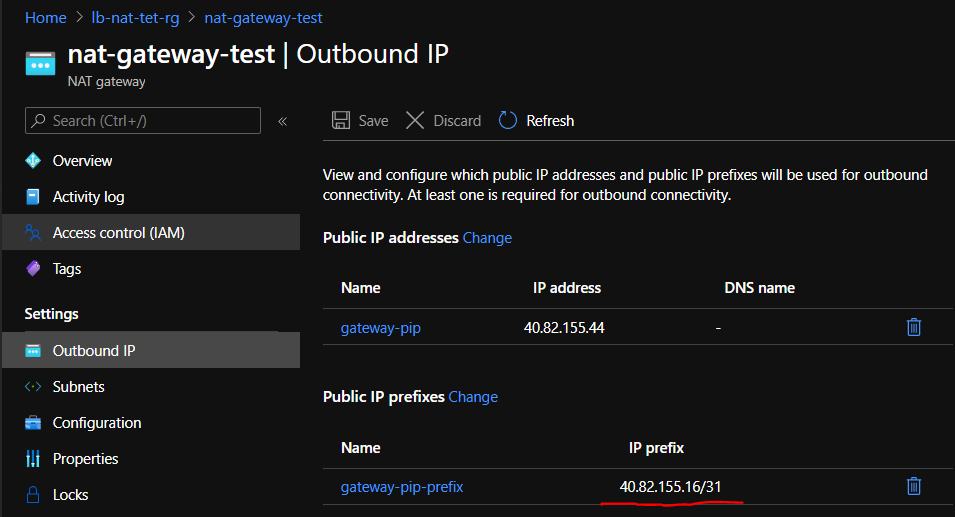 Home > lb-nat-tet-rg > nat-gateway-test
nat-gateway-test | Outbound IP
NAT gateway
Search (Ctrl+/) «
Overview
Activity log
Access control (IAM)
Tags
Settings
Outbound IP
Subnets
Configuration
Properties
Locks
Save Discard Refresh
View and configure which public IP addresses and public IP prefixes will be used for outbound
connectivity. At least one is required for outbound connectivity.
Public IP addresses Change
Name IP address DNS name
gateway-pip 40.82.155.44 -
Public IP prefixes Change
Name IP prefix
gateway-pip-prefix 40.82.155.16/31